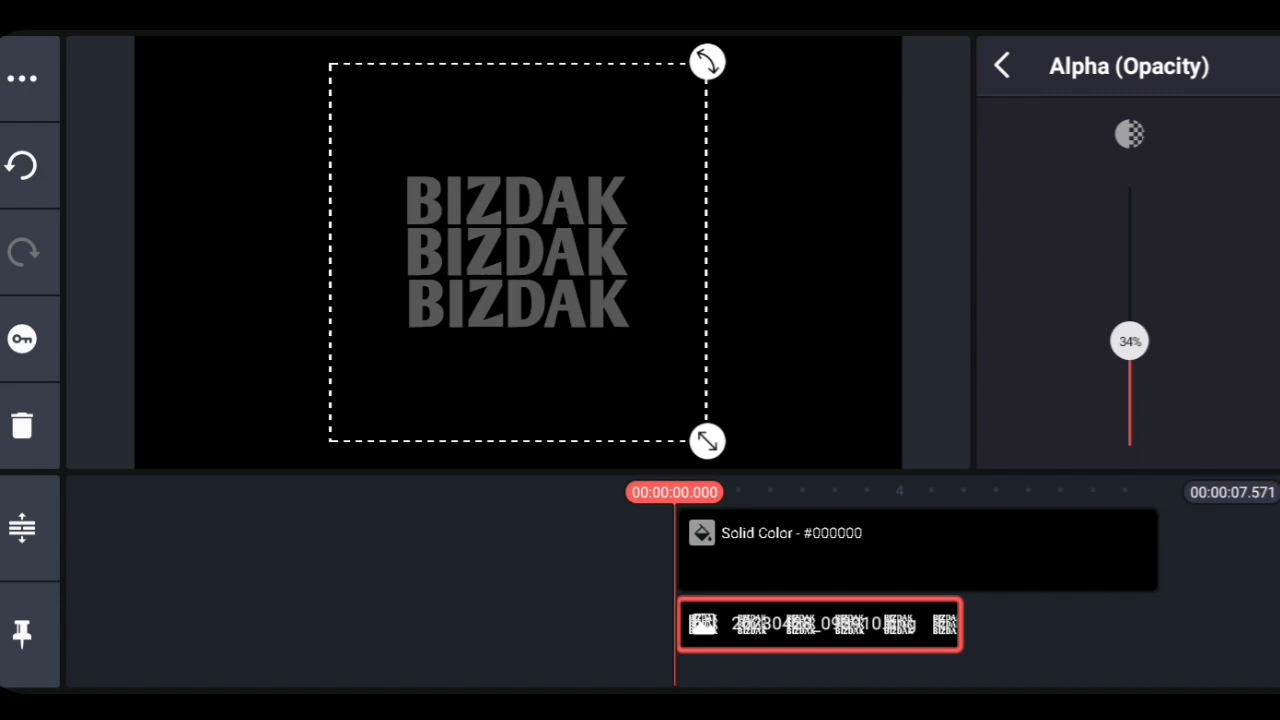 Alpha (Opacity)
BIZDAK
BIZDAK
BIZDAK
34%
00:00:00.000
4
00:00:07.571
Solid Color - #000000